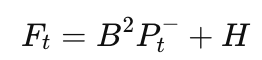 F_t = B^2 P_t^- + H